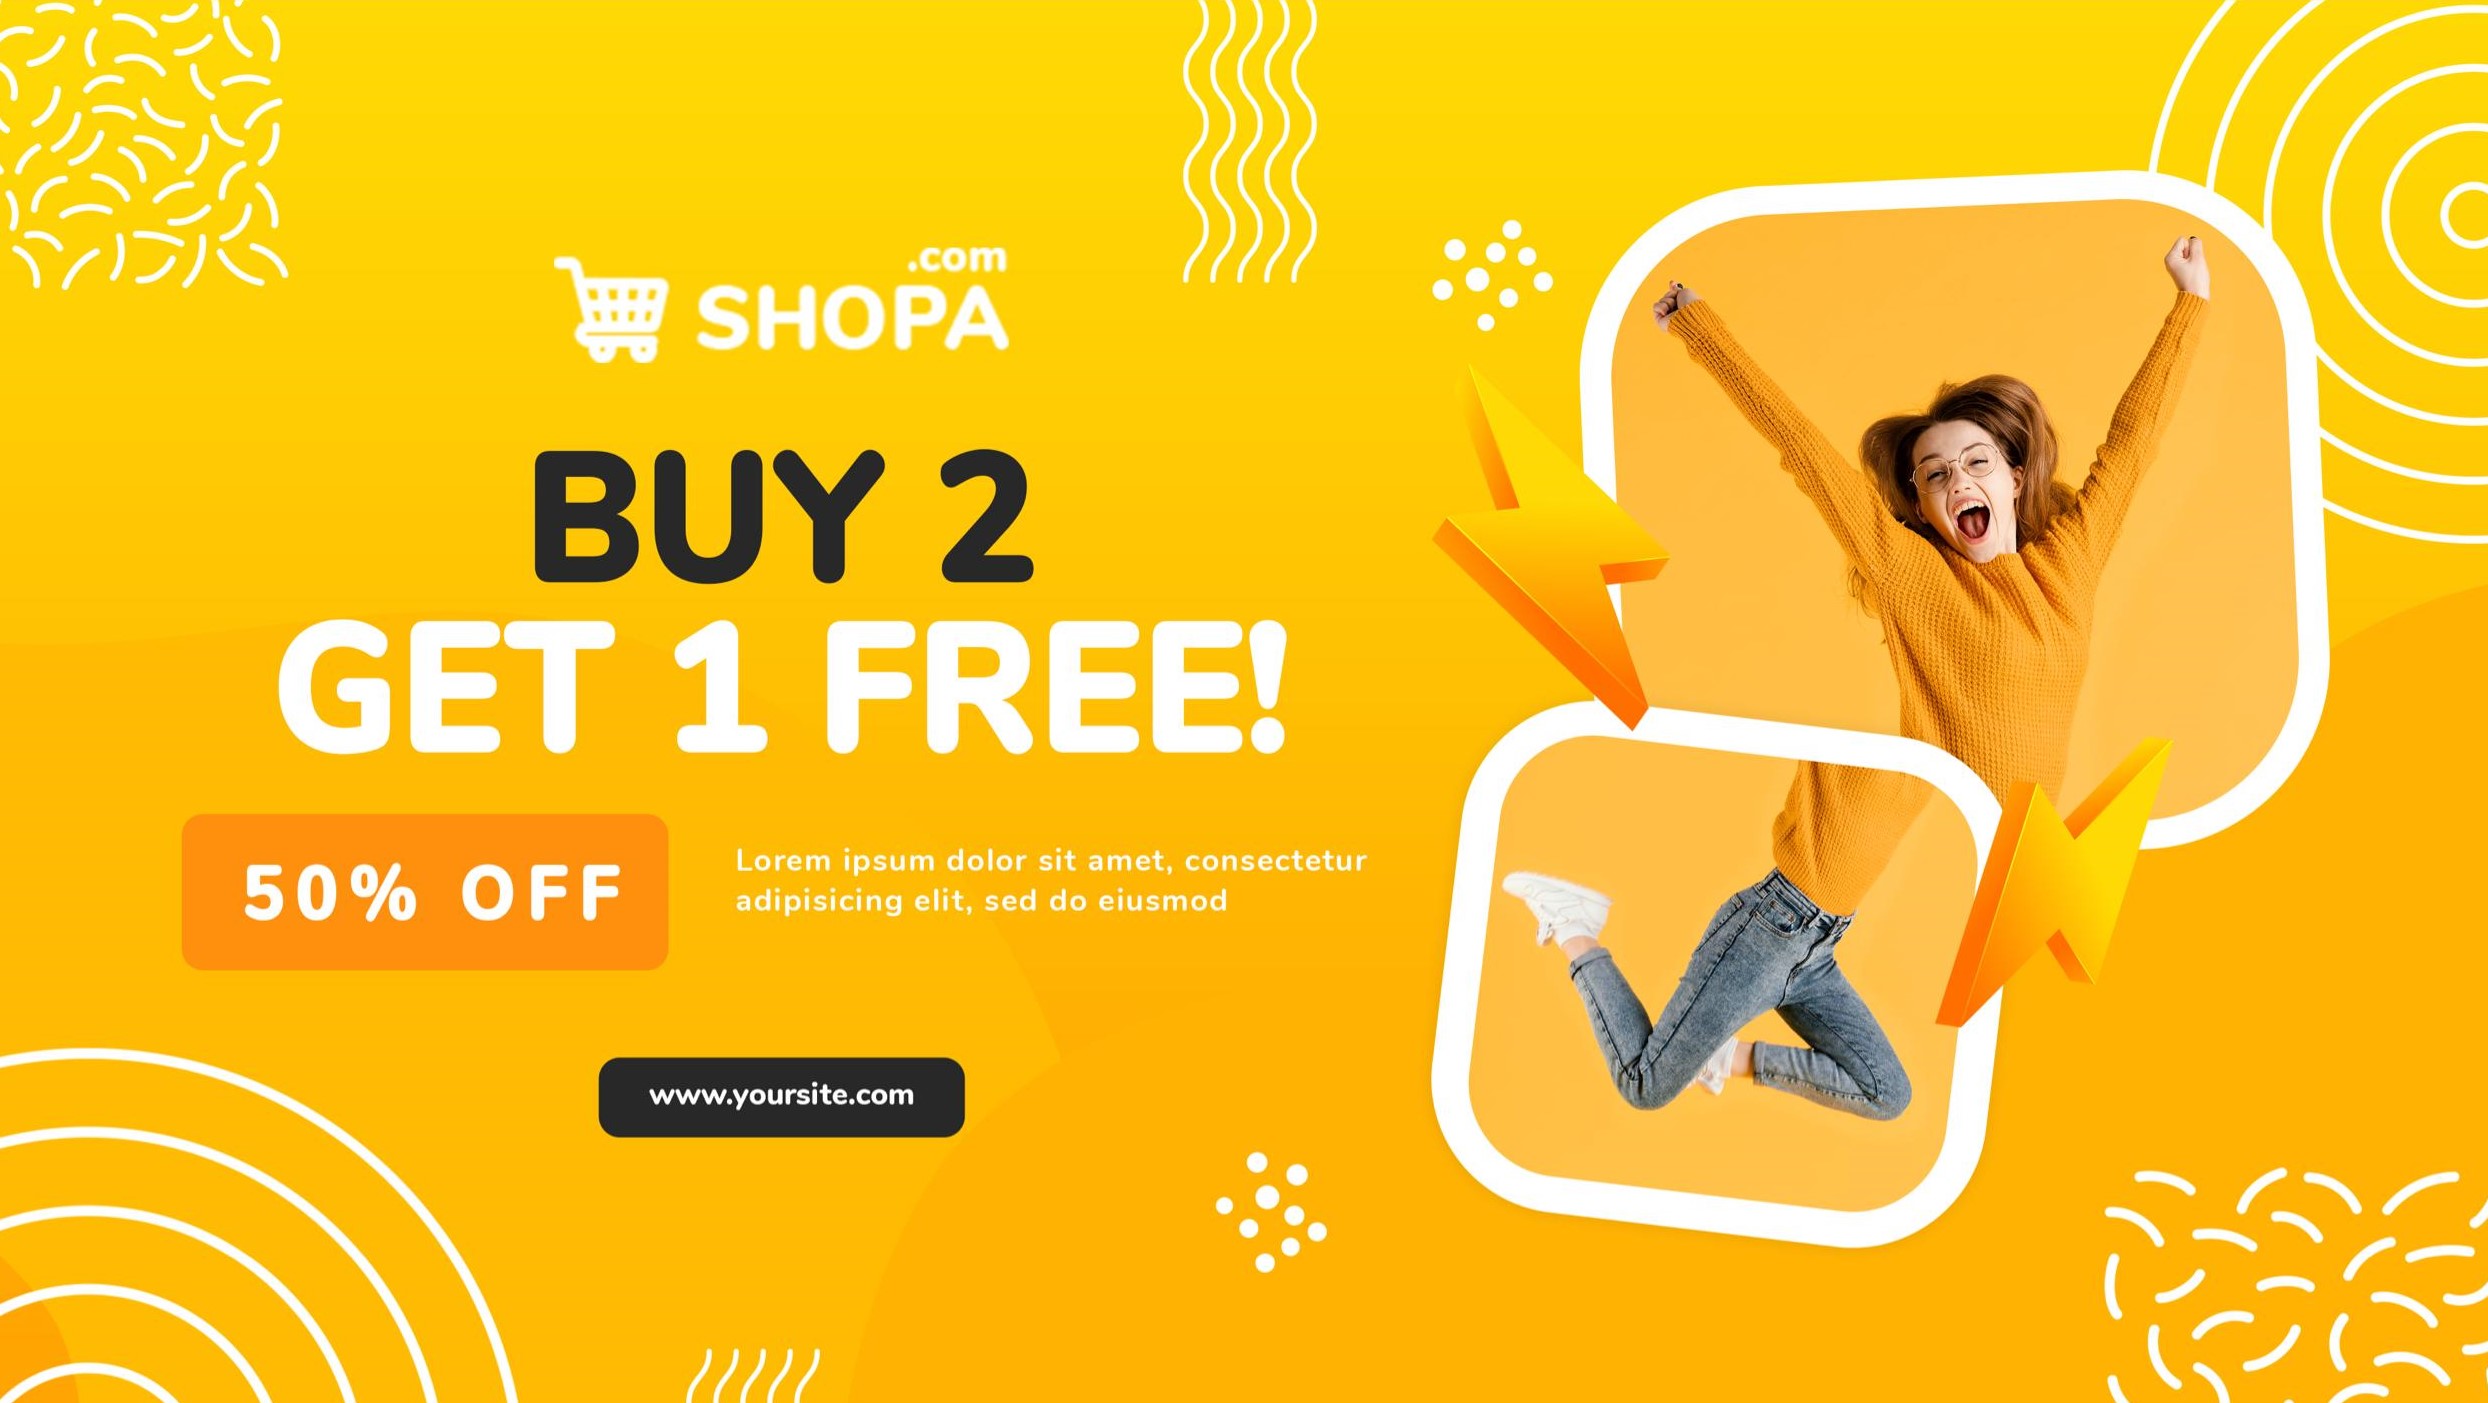 .com
SHOPA
BUY 2
GET 1 FREE!
50% OFF
Lorem ipsum dolor sit amet, consectetur
adipisicing elit, sed do eiusmod
www.yoursite.com